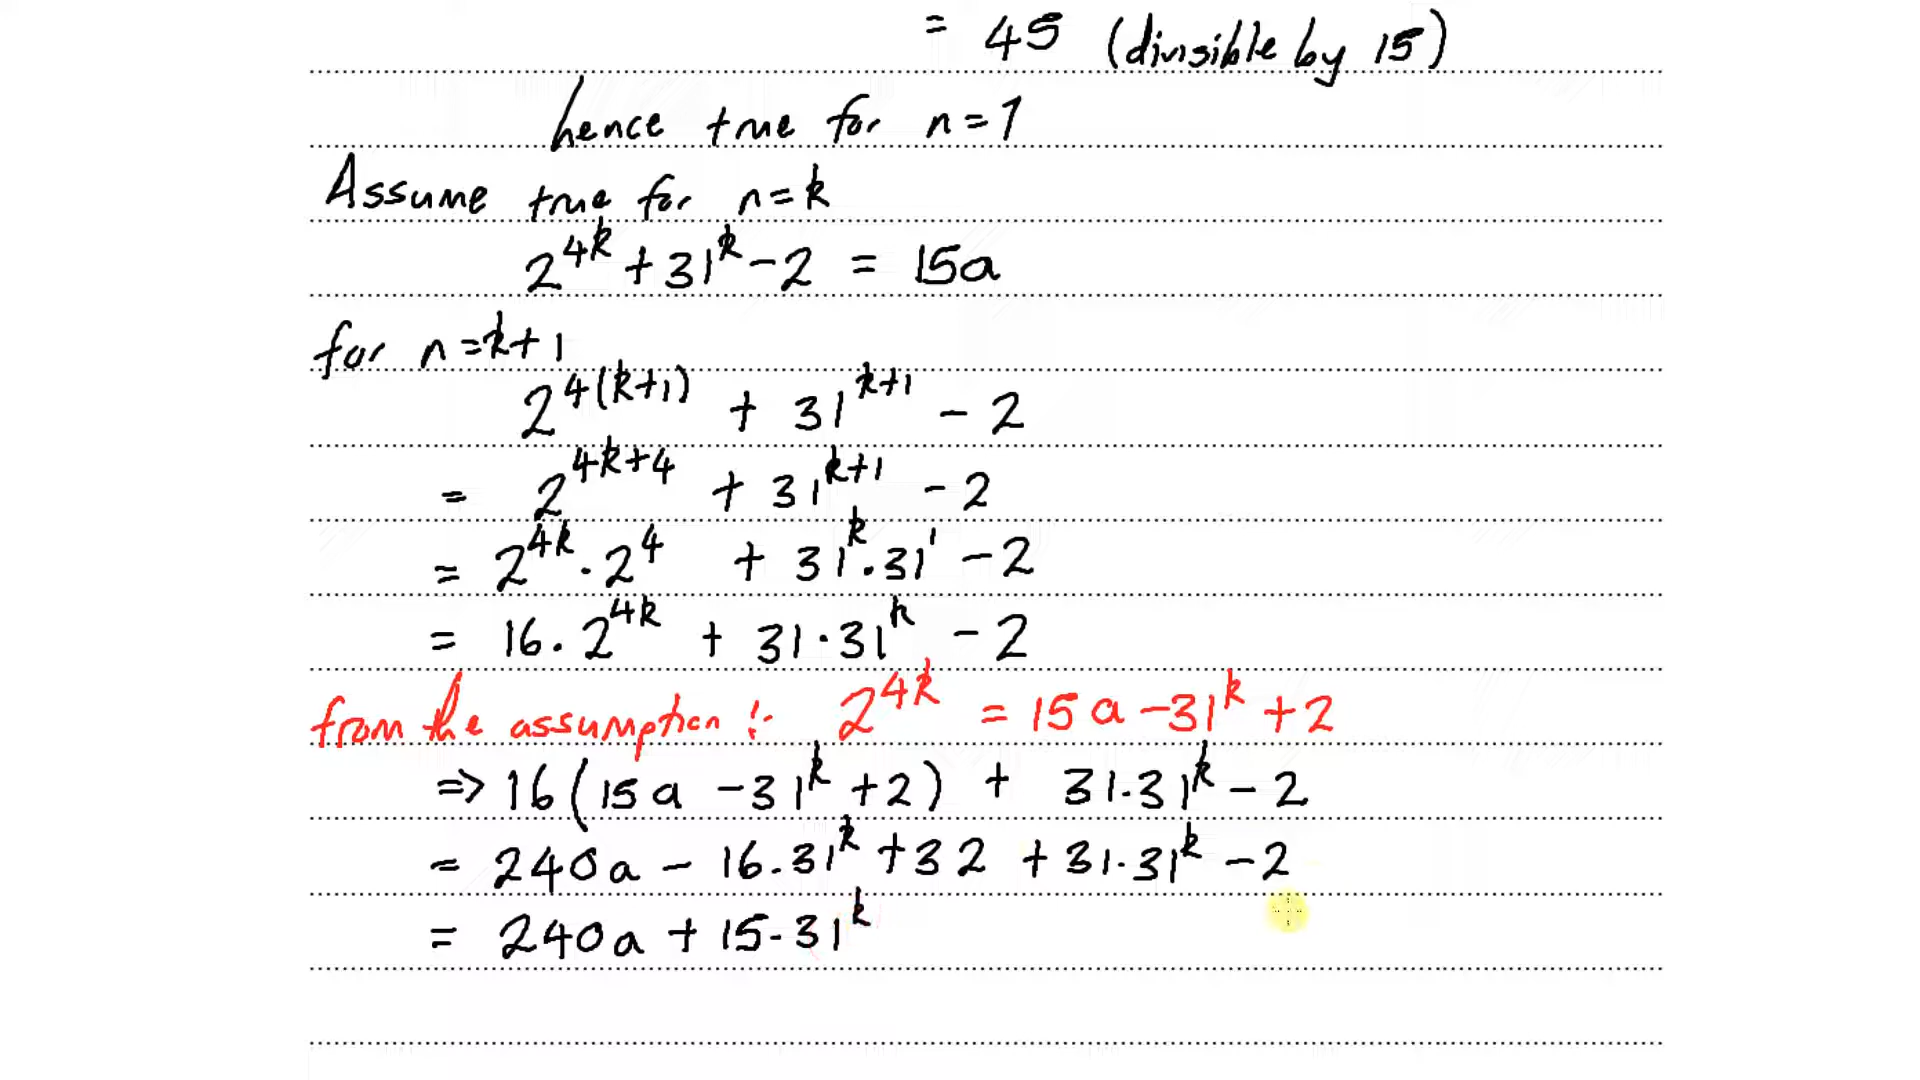 = 45 (divisible by 15)
hence true for n=1
Assume true for n=k
2^{4k} + 31^k - 2 = 15a
for n=k+1
2^{4(k+1)} + 31^{k+1} - 2
= 2^{4k+4} + 31^{k+1} - 2
= 2^{4k} · 2^4 + 31^k · 31^1 - 2
= 16 · 2^{4k} + 31 · 31^k - 2
from the assumption :- 2^{4k} = 15a - 31^k + 2
=> 16(15a - 31^k + 2) + 31 · 31^k - 2
= 240a - 16 · 31^k + 32 + 31 · 31^k - 2
= 240a + 15 · 31^k